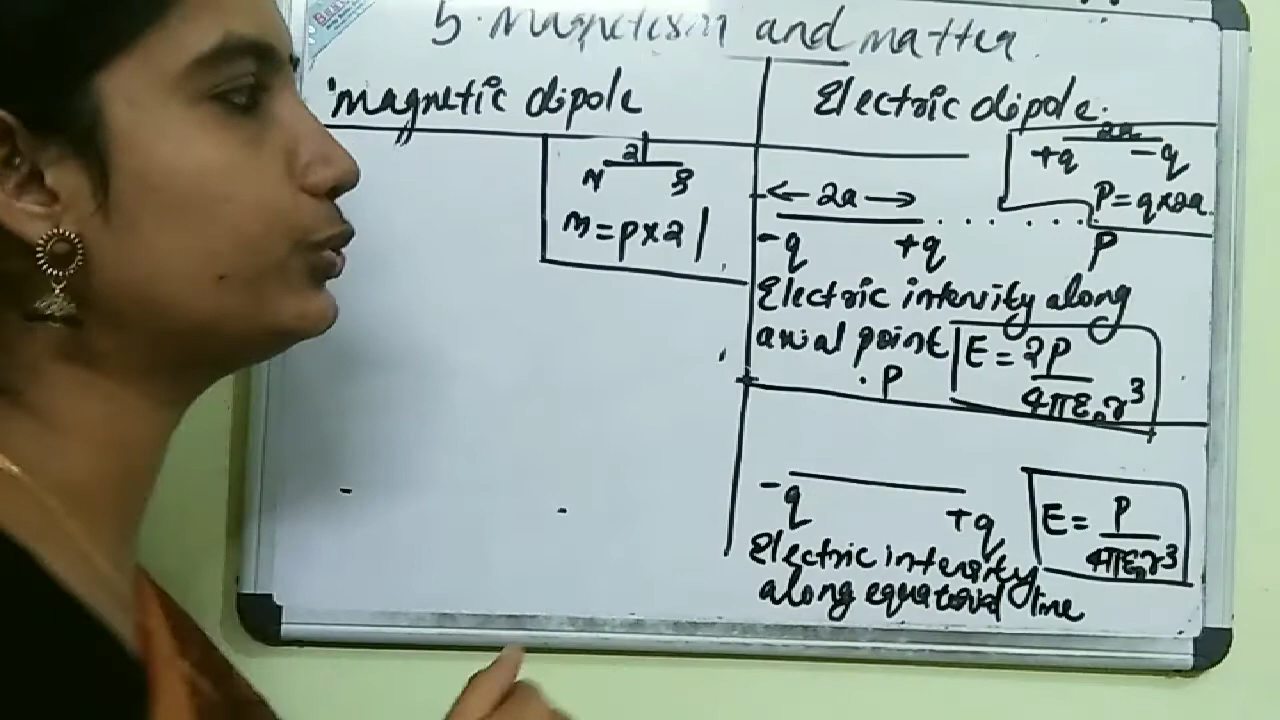 5. Magnetism and matter
magnetic dipole
2l
N S
m=p×2l
Electric dipole.
2a
+q -q
P=q×2a
2a
-q +q P
Electric intensity along
axial point E = 2P/4πε₀r³
.P
-q +q
E = P/4πε₀r³
Electric intensity
along equatorial line